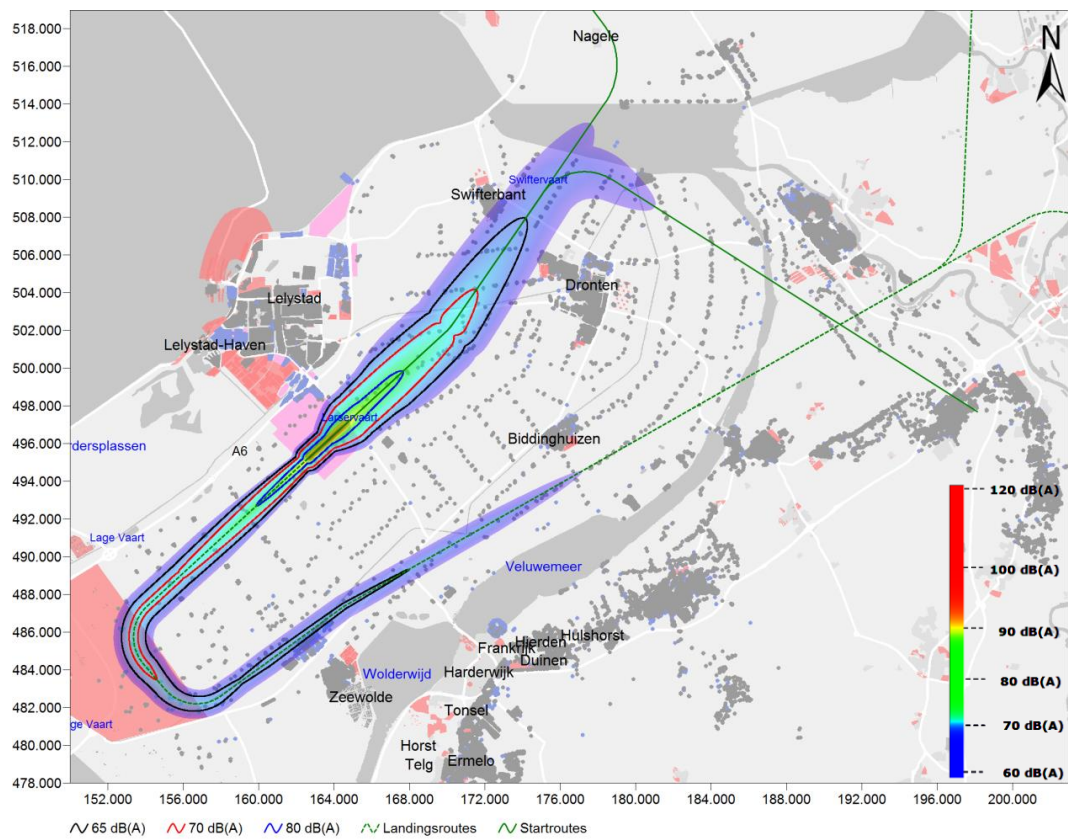 518.000
516.000
514.000
512.000
510.000
508.000
506.000
504.000
502.000
500.000
498.000
496.000
494.000
492.000
490.000
488.000
486.000
484.000
482.000
480.000
478.000
Nagele
N
Swiftervaart
Swifterbant
Lelystad
Dronten
Lelystad-Haven
Larservaart
Biddinghuizen
rdersplassen
A6
Lage Vaart
Veluwemeer
Frankrijk
Hierden
Hulshorst
Duinen
Harderwijk
Wolderwijd
Zeewolde
Tonsel
ge Vaart
Horst
Telg
Ermelo
120 dB(A)
100 dB(A)
90 dB(A)
80 dB(A)
70 dB(A)
60 dB(A)
152.000 156.000 160.000 164.000 168.000 172.000 176.000 180.000 184.000 188.000 192.000 196.000 200.000
65 dB(A) 70 dB(A) 80 dB(A) Landingsroutes Startroutes